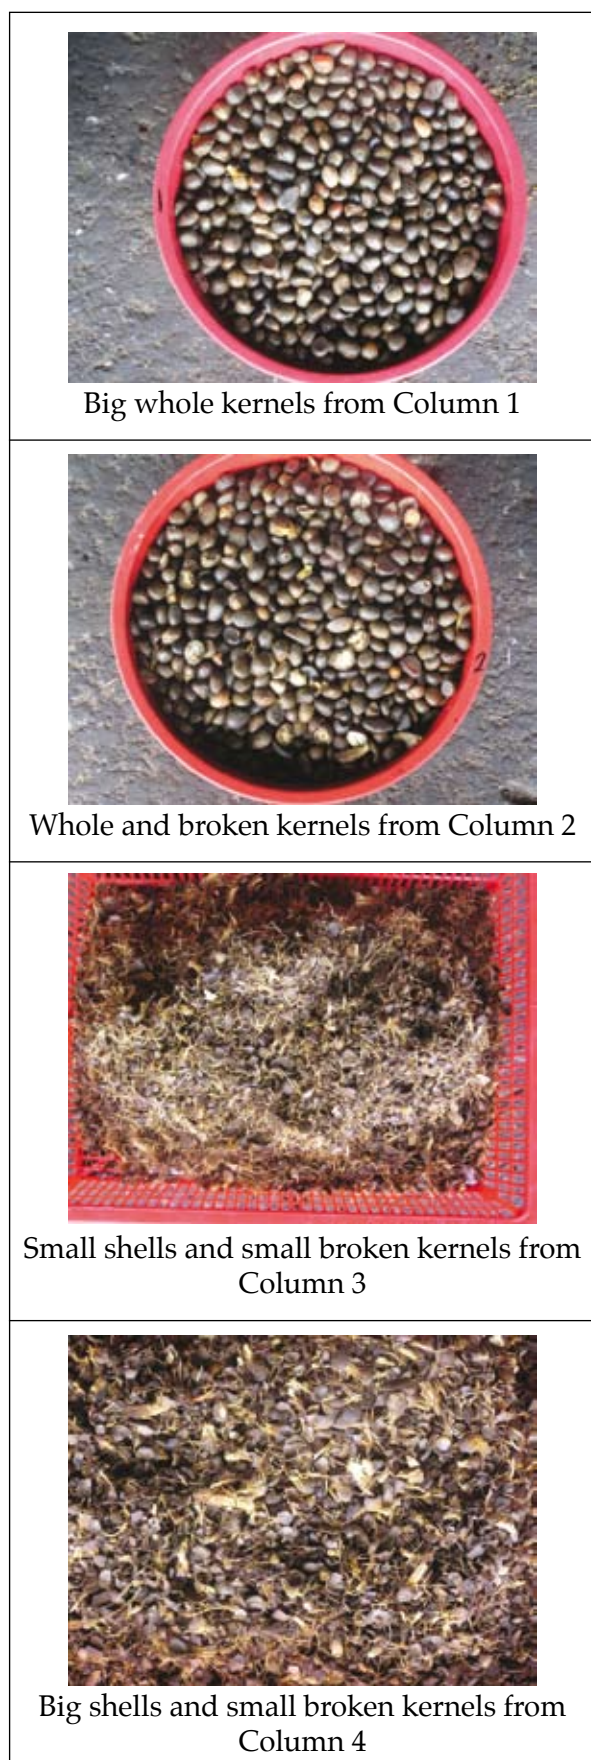 Big whole kernels from Column 1
2
Whole and broken kernels from Column 2
Small shells and small broken kernels from
Column 3
Big shells and small broken kernels from
Column 4